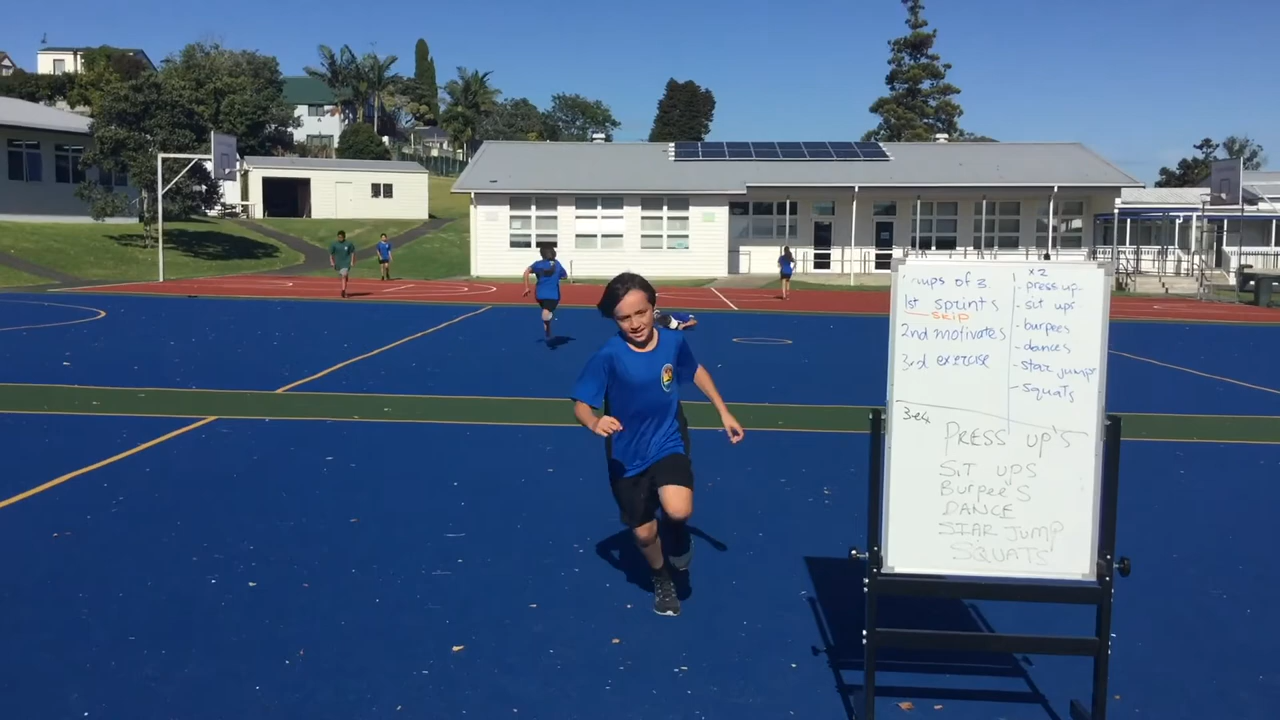 ups of 3
1st sprints
skip
2nd motivates
3rd exercise
x2
- press up
- sit ups
- burpees
- dances
- star jumps
- squats
3e4
PRESS UP'S
SIT UPS
BURPEE'S
DANCE
STAR JUMP
SQUATS